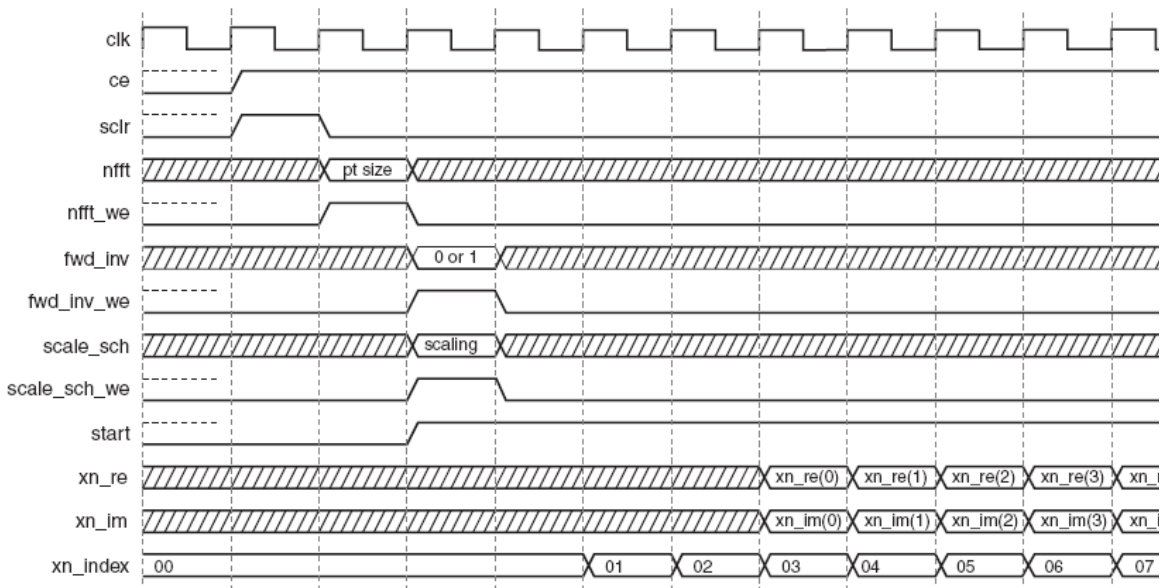 clk
ce
sclr
nfft pt size
nfft_we
fwd_inv 0 or 1
fwd_inv_we
scale_sch scaling
scale_sch_we
start
xn_re xn_re(0) xn_re(1) xn_re(2) xn_re(3) xn_r
xn_im xn_im(0) xn_im(1) xn_im(2) xn_im(3) xn_i
xn_index 00 01 02 03 04 05 06 07